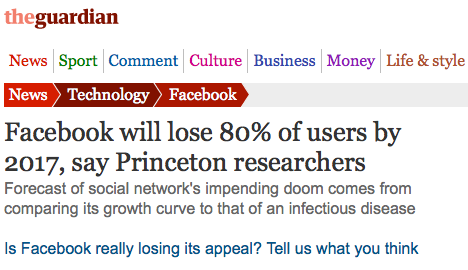 theguardian
News Sport Comment Culture Business Money Life & style
News Technology Facebook
Facebook will lose 80% of users by
2017, say Princeton researchers
Forecast of social network's impending doom comes from
comparing its growth curve to that of an infectious disease
Is Facebook really losing its appeal? Tell us what you think